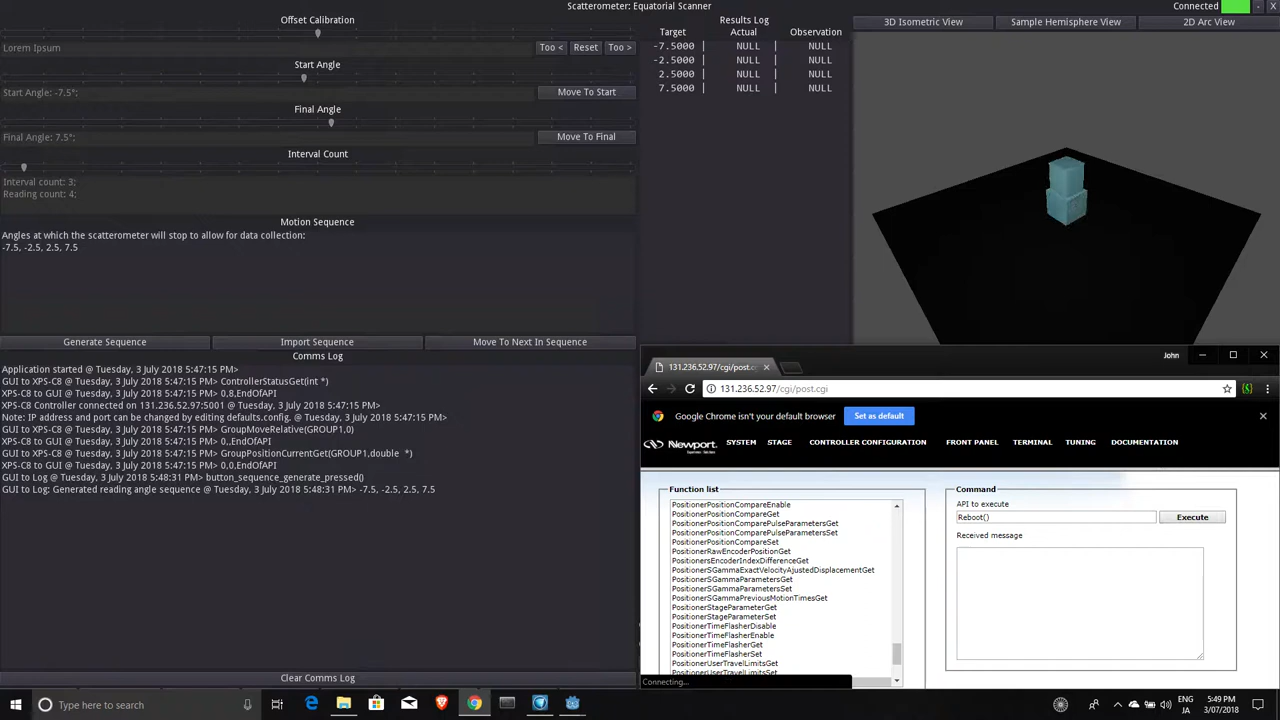 Scatterometer: Equatorial Scanner
Connected
-
X
Offset Calibration
Lorem Ipsum
Too <
Reset
Too >
Start Angle
Start Angle: -7.5°;
Move To Start
Final Angle
Final Angle: 7.5°;
Move To Final
Interval Count
Interval count: 3;
Reading count: 4;
Motion Sequence
Angles at which the scatterometer will stop to allow for data collection:
-7.5, -2.5, 2.5, 7.5
Generate Sequence
Import Sequence
Move To Next In Sequence
Comms Log
Application started @ Tuesday, 3 July 2018 5:47:15 PM>
GUI to XPS-C8 @ Tuesday, 3 July 2018 5:47:15 PM> ControllerStatusGet(int *)
XPS-C8 to GUI @ Tuesday, 3 July 2018 5:47:15 PM> 0,8,EndOfAPI
XPS-C8 Controller connected on 131.236.52.97:5001 @ Tuesday, 3 July 2018 5:47:15 PM>
Note: IP address and port can be changed by editing defaults.cfg. @ Tuesday, 3 July 2018 5:47:15 PM>
GUI to XPS-C8 @ Tuesday, 3 July 2018 5:47:15 PM> GroupMoveRelative(GROUP1,0)
XPS-C8 to GUI @ Tuesday, 3 July 2018 5:47:15 PM> 0,,EndOfAPI
GUI to XPS-C8 @ Tuesday, 3 July 2018 5:47:15 PM> GroupPositionCurrentGet(GROUP1,double *)
XPS-C8 to GUI @ Tuesday, 3 July 2018 5:47:15 PM> 0,0,EndOfAPI
GUI to Log @ Tuesday, 3 July 2018 5:48:31 PM> button_sequence_generate_pressed()
GUI to Log: Generated reading angle sequence @ Tuesday, 3 July 2018 5:48:31 PM> -7.5, -2.5, 2.5, 7.5
Clear Comms Log
Results Log
Target Actual Observation
-7.5000 | NULL | NULL
-2.5000 | NULL | NULL
2.5000 | NULL | NULL
7.5000 | NULL | NULL
3D Isometric View
Sample Hemisphere View
2D Arc View
John
131.236.52.97/cgi/post.cg
131.236.52.97/cgi/post.cgi
Google Chrome isn't your default browser
Set as default
Newport.
SYSTEM STAGE CONTROLLER CONFIGURATION FRONT PANEL TERMINAL TUNING DOCUMENTATION
Function list
PositionerPositionCompareEnable
PositionerPositionCompareGet
PositionerPositionComparePulseParametersGet
PositionerPositionComparePulseParametersSet
PositionerPositionCompareSet
PositionerRawEncoderPositionGet
PositionersEncoderIndexDifferenceGet
PositionerSGammaExactVelocityAjustedDisplacementGet
PositionerSGammaParametersGet
PositionerSGammaParametersSet
PositionerSGammaPreviousMotionTimesGet
PositionerStageParameterGet
PositionerStageParameterSet
PositionerTimeFlasherDisable
PositionerTimeFlasherEnable
PositionerTimeFlasherGet
PositionerTimeFlasherSet
PositionerUserTravelLimitsGet
PositionerUserTravelLimitsSet
Connecting...
Command
API to execute
Reboot()
Execute
Received message
Type here to search
ENG
JA
5:49 PM
3/07/2018